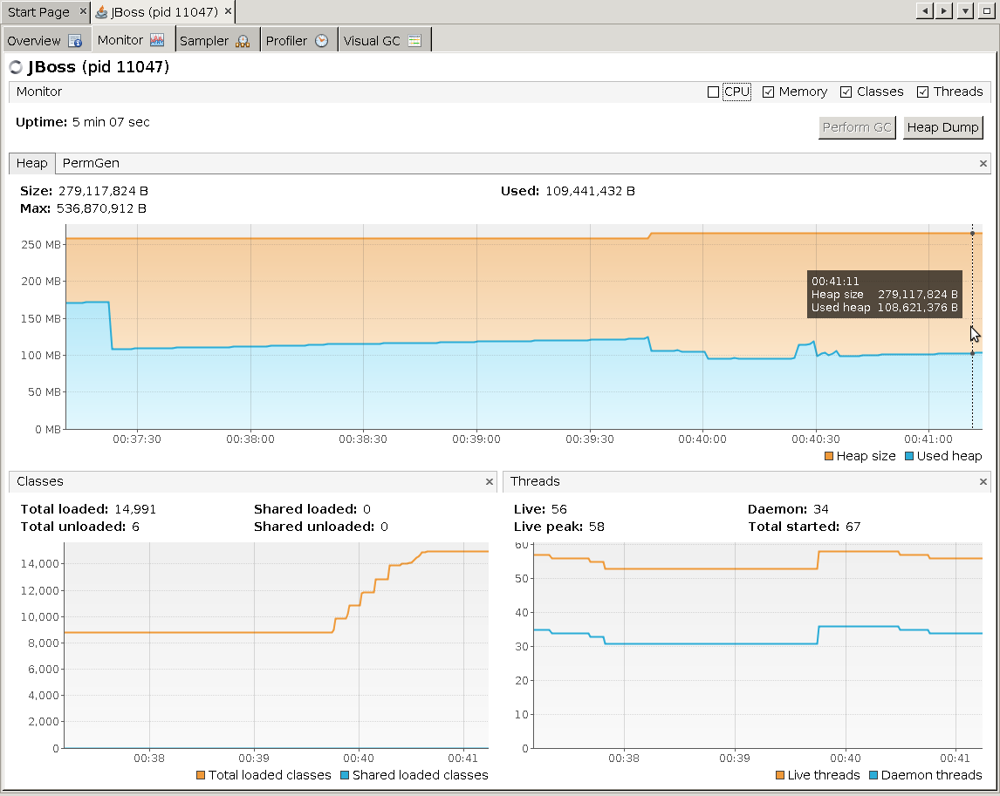 Start Page JBoss (pid 11047)
Overview Monitor Sampler Profiler Visual GC
JBoss (pid 11047)
Monitor CPU Memory Classes Threads
Uptime: 5 min 07 sec
Perform GC Heap Dump
Heap PermGen
Size: 279,117,824 B Used: 109,441,432 B
Max: 536,870,912 B
250 MB
200 MB
150 MB
100 MB
50 MB
0 MB
00:41:11
Heap size 279,117,824 B
Used heap 108,621,376 B
00:37:30 00:38:00 00:38:30 00:39:00 00:39:30 00:40:00 00:40:30 00:41:00
Heap size Used heap
Classes
Total loaded: 14,991 Shared loaded: 0
Total unloaded: 6 Shared unloaded: 0
14,000
12,000
10,000
8,000
6,000
4,000
2,000
0
00:38 00:39 00:40 00:41
Total loaded classes Shared loaded classes
Threads
Live: 56 Daemon: 34
Live peak: 58 Total started: 67
60
50
40
30
20
10
0
00:38 00:39 00:40 00:41
Live threads Daemon threads